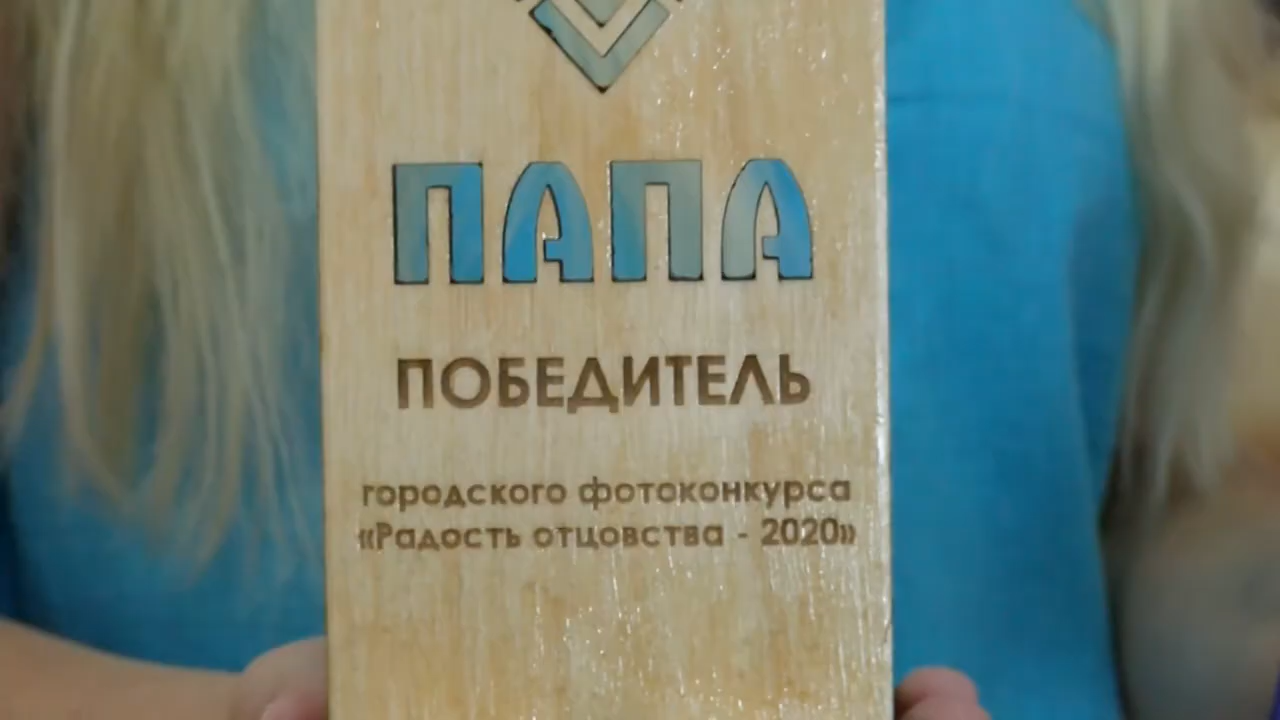 ПАПА
ПОБЕДИТЕЛЬ
городского фотоконкурса
«Радость отцовства - 2020»